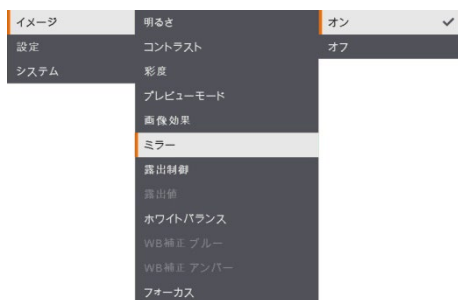 イメージ
設定
システム
明るさ
コントラスト
彩度
プレビューモード
画像効果
ミラー
露出制御
露出値
ホワイトバランス
WB補正 ブルー
WB補正 アンバー
フォーカス
オン
オフ